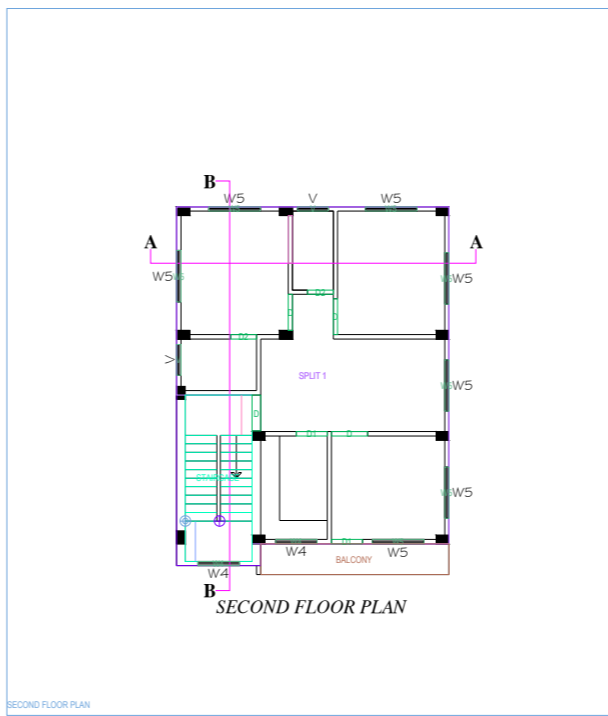 B
W5 V W5
A A
W5 W5
D2
D D
D2
V
SPLIT 1
W5
D
D1 D
STAIRCASE
W5
D1
W4 W5
BALCONY
W4
B
SECOND FLOOR PLAN
SECOND FLOOR PLAN